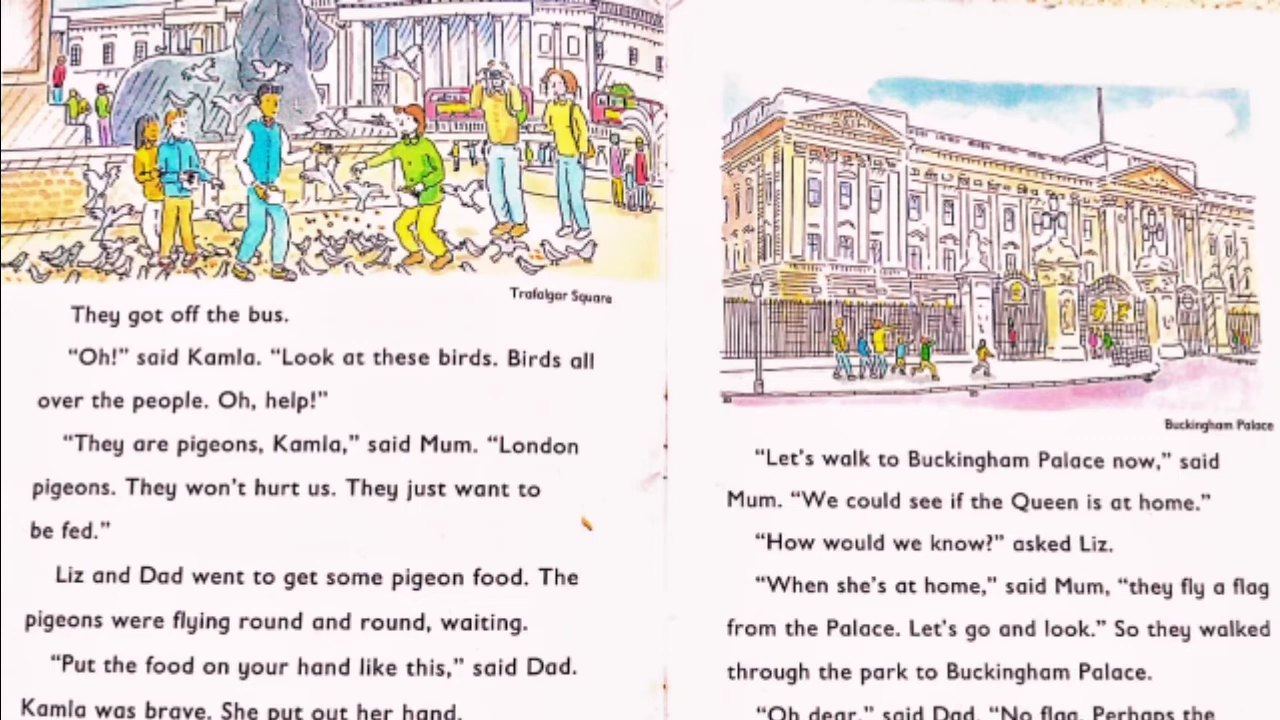 Trafalgar Square
They got off the bus.
"Oh!" said Kamla. "Look at these birds. Birds all
over the people. Oh, help!"
"They are pigeons, Kamla," said Mum. "London
pigeons. They won't hurt us. They just want to
be fed."
Liz and Dad went to get some pigeon food. The
pigeons were flying round and round, waiting.
"Put the food on your hand like this," said Dad.
Kamla was brave. She put out her hand.
Buckingham Palace
"Let's walk to Buckingham Palace now," said
Mum. "We could see if the Queen is at home."
"How would we know?" asked Liz.
"When she's at home," said Mum, "they fly a flag
from the Palace. Let's go and look." So they walked
through the park to Buckingham Palace.
"Oh dear," said Dad. "No flag. Perhaps the